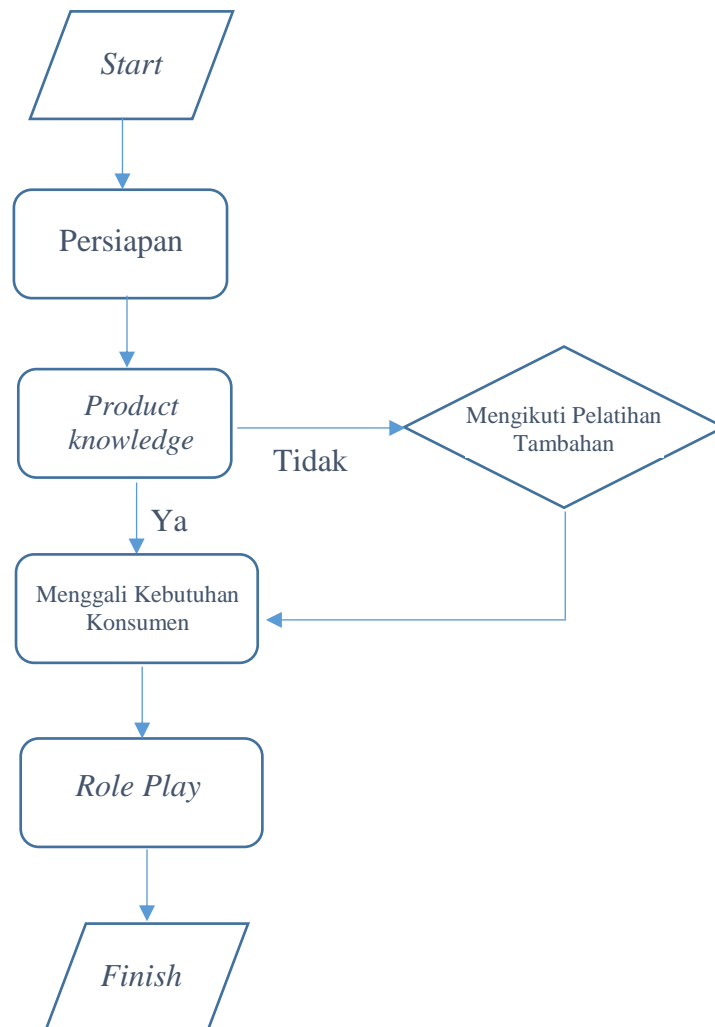 Start
Persiapan
Product
knowledge
Tidak
Mengikuti Pelatihan
Tambahan
Ya
Menggali Kebutuhan
Konsumen
Role Play
Finish